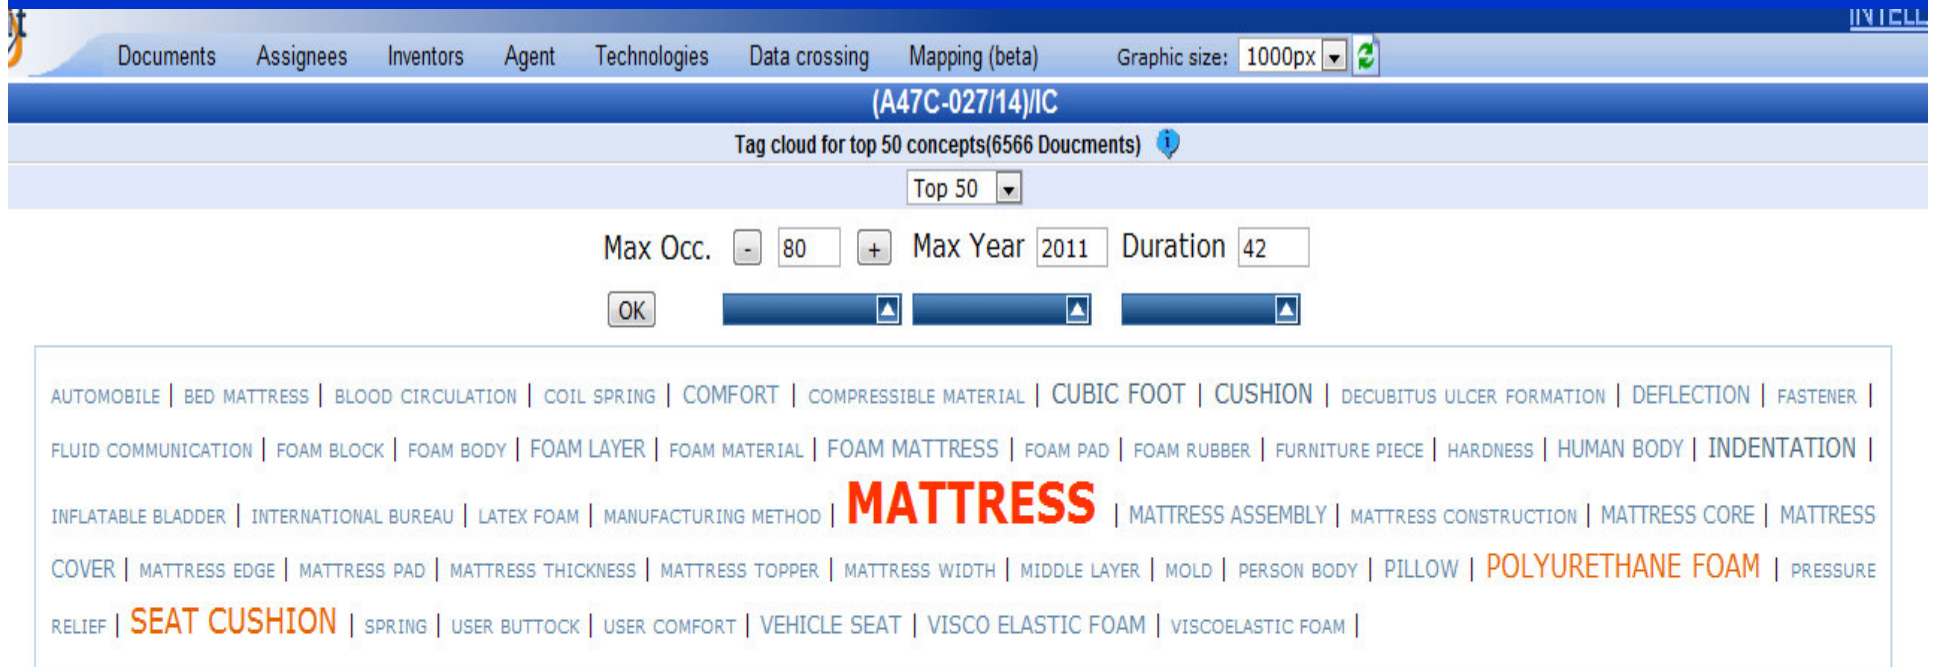 Documents Assignees Inventors Agent Technologies Data crossing Mapping (beta) Graphic size: 1000px
(A47C-027/14)/IC
Tag cloud for top 50 concepts(6566 Doucments) i
Top 50
Max Occ. - 80 + Max Year 2011 Duration 42
OK
AUTOMOBILE | BED MATTRESS | BLOOD CIRCULATION | COIL SPRING | COMFORT | COMPRESSIBLE MATERIAL | CUBIC FOOT | CUSHION | DECUBITUS ULCER FORMATION | DEFLECTION | FASTENER |
FLUID COMMUNICATION | FOAM BLOCK | FOAM BODY | FOAM LAYER | FOAM MATERIAL | FOAM MATTRESS | FOAM PAD | FOAM RUBBER | FURNITURE PIECE | HARDNESS | HUMAN BODY | INDENTATION |
INFLATABLE BLADDER | INTERNATIONAL BUREAU | LATEX FOAM | MANUFACTURING METHOD | MATTRESS | MATTRESS ASSEMBLY | MATTRESS CONSTRUCTION | MATTRESS CORE | MATTRESS
COVER | MATTRESS EDGE | MATTRESS PAD | MATTRESS THICKNESS | MATTRESS TOPPER | MATTRESS WIDTH | MIDDLE LAYER | MOLD | PERSON BODY | PILLOW | POLYURETHANE FOAM | PRESSURE
RELIEF | SEAT CUSHION | SPRING | USER BUTTOCK | USER COMFORT | VEHICLE SEAT | VISCO ELASTIC FOAM | VISCOELASTIC FOAM |